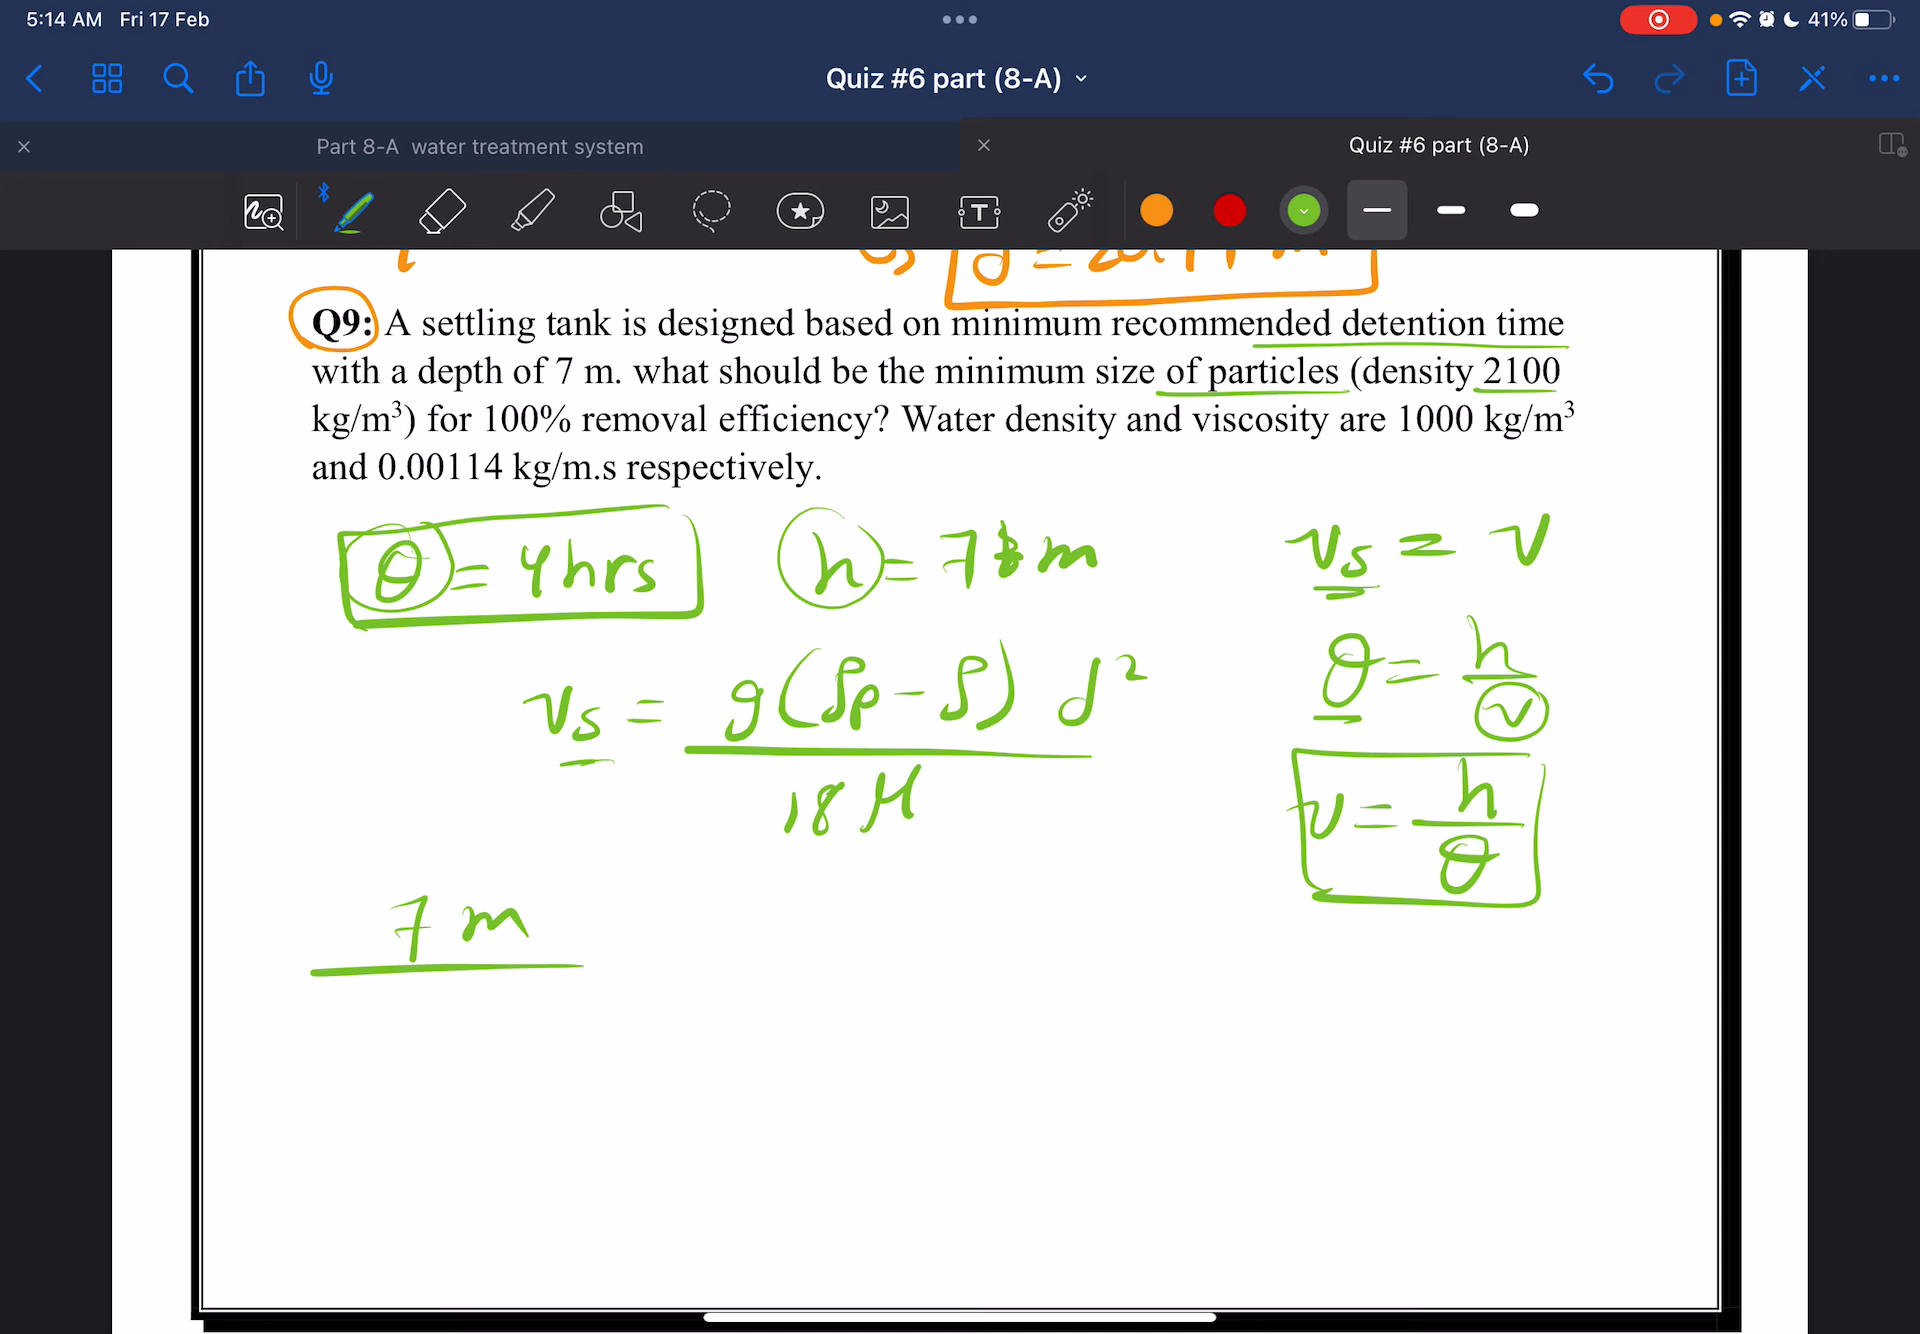 5:14 AM Fri 17 Feb
41%
Quiz #6 part (8-A)
Part 8-A water treatment system
Quiz #6 part (8-A)
T
Q9: A settling tank is designed based on minimum recommended detention time
with a depth of 7 m. what should be the minimum size of particles (density 2100
kg/m³) for 100% removal efficiency? Water density and viscosity are 1000 kg/m³
and 0.00114 kg/m.s respectively.
θ = 4hrs h = 7 m vs = v
θ = h/v
vs = g(ρp - ρ) d² / 18 μ
v = h/θ
7 m